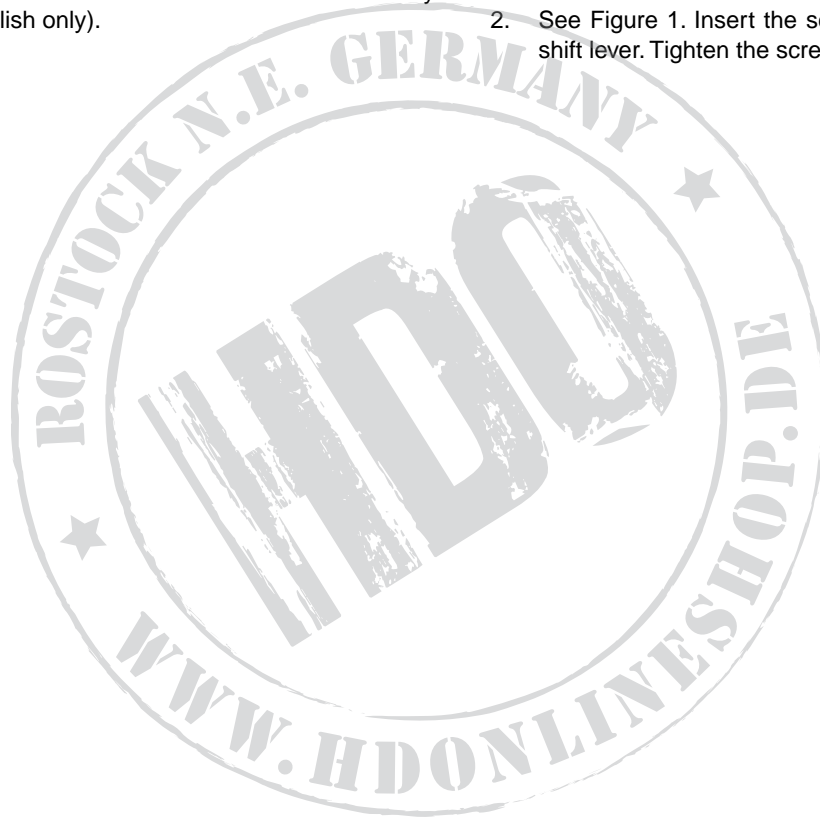 lish only).
2. See Figure 1. Insert the s
shift lever. Tighten the scre
ROSTOCK N.E. GERMANY
HDO
WWW.HDONLINESHOP.DE